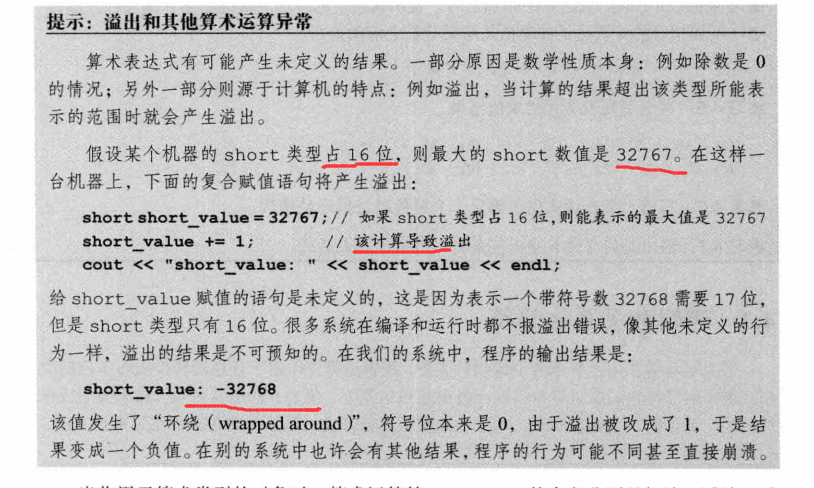 提示：溢出和其他算术运算异常
算术表达式有可能产生未定义的结果。一部分原因是数学性质本身：例如除数是 0
的情况；另外一部分则源于计算机的特点：例如溢出，当计算的结果超出该类型所能表
示的范围时就会产生溢出。
假设某个机器的 short 类型占 16 位，则最大的 short 数值是 32767。在这样一
台机器上，下面的复合赋值语句将产生溢出：
short short_value = 32767; // 如果 short 类型占 16 位,则能表示的最大值是 32767
short_value += 1; // 该计算导致溢出
cout << "short_value: " << short_value << endl;
给 short_value 赋值的语句是未定义的，这是因为表示一个带符号数 32768 需要 17 位，
但是 short 类型只有 16 位。很多系统在编译和运行时都不报溢出错误，像其他未定义的行
为一样，溢出的结果是不可预知的。在我们的系统中，程序的输出结果是：
short_value: -32768
该值发生了“环绕（wrapped around）”，符号位本来是 0，由于溢出被改成了 1，于是结
果变成一个负值。在别的系统中也许会有其他结果，程序的行为可能不同甚至直接崩溃。